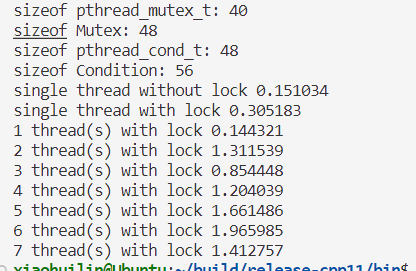 sizeof pthread_mutex_t: 40
sizeof Mutex: 48
sizeof pthread_cond_t: 48
sizeof Condition: 56
single thread without lock 0.151034
single thread with lock 0.305183
1 thread(s) with lock 0.144321
2 thread(s) with lock 1.311539
3 thread(s) with lock 0.854448
4 thread(s) with lock 1.204039
5 thread(s) with lock 1.661486
6 thread(s) with lock 1.965985
7 thread(s) with lock 1.412757
xiaohuilin@Ubuntu:~/build/release-cpp11/bin$